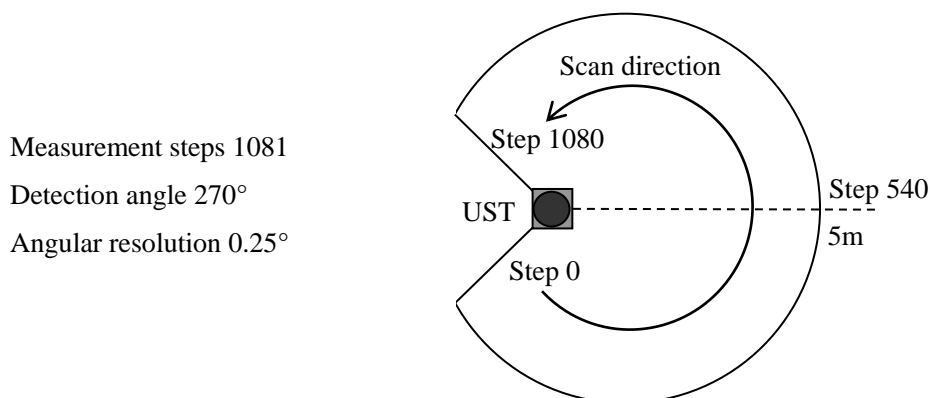 Scan direction
Step 1080
Measurement steps 1081
Detection angle 270°
Angular resolution 0.25°
UST
Step 540
5m
Step 0